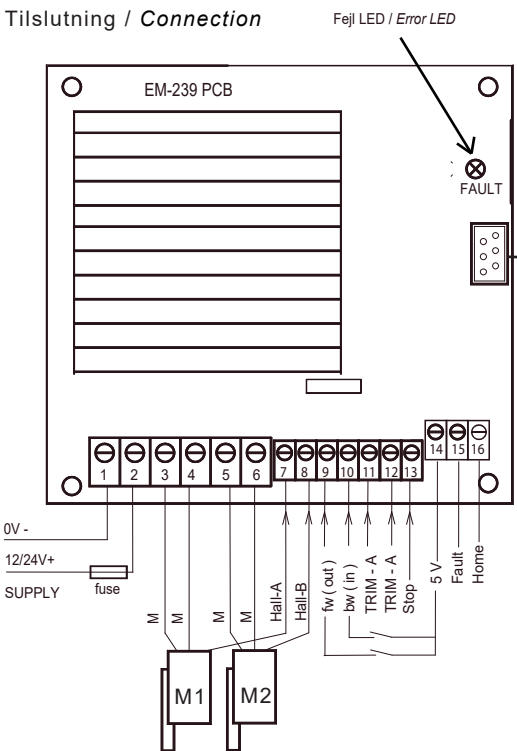 Tilslutning / Connection
Fejl LED / Error LED
EM-239 PCB
FAULT
1 2 3 4 5 6 7 8 9 10 11 12 13 14 15 16
0V -
12/24V+
SUPPLY
fuse
M
M
M
M
Hall-A
Hall-B
fw ( out )
bw ( in )
TRIM - A
TRIM - A
Stop
5 V
Fault
Home
M1
M2